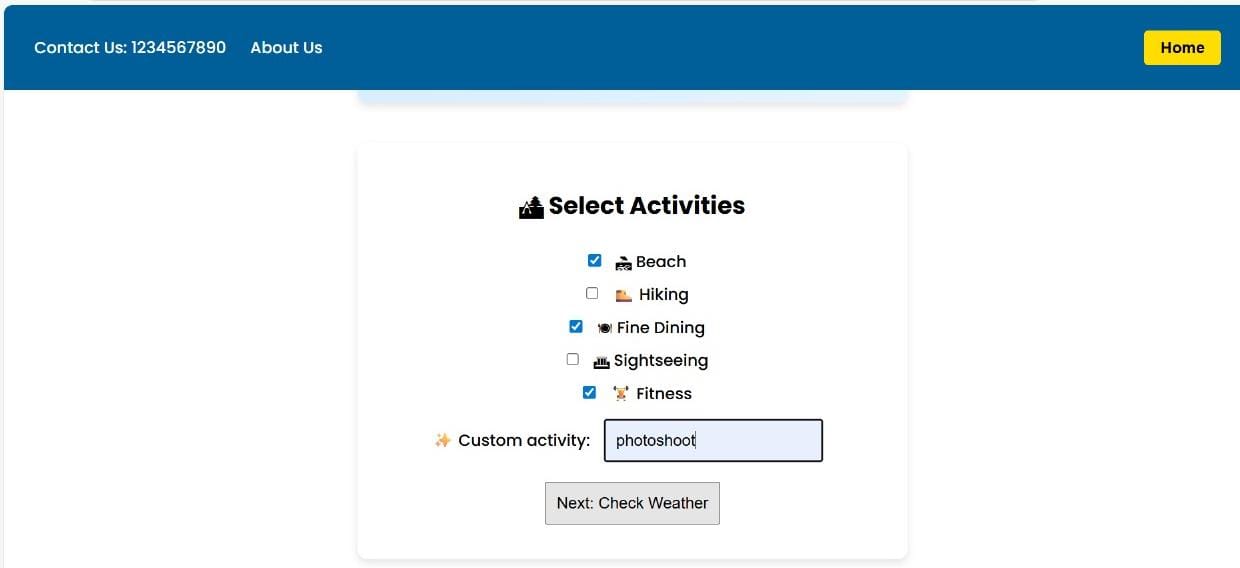 Contact Us: 1234567890 About Us Home
Select Activities
Beach
Hiking
Fine Dining
Sightseeing
Fitness
Custom activity: photoshoot
Next: Check Weather